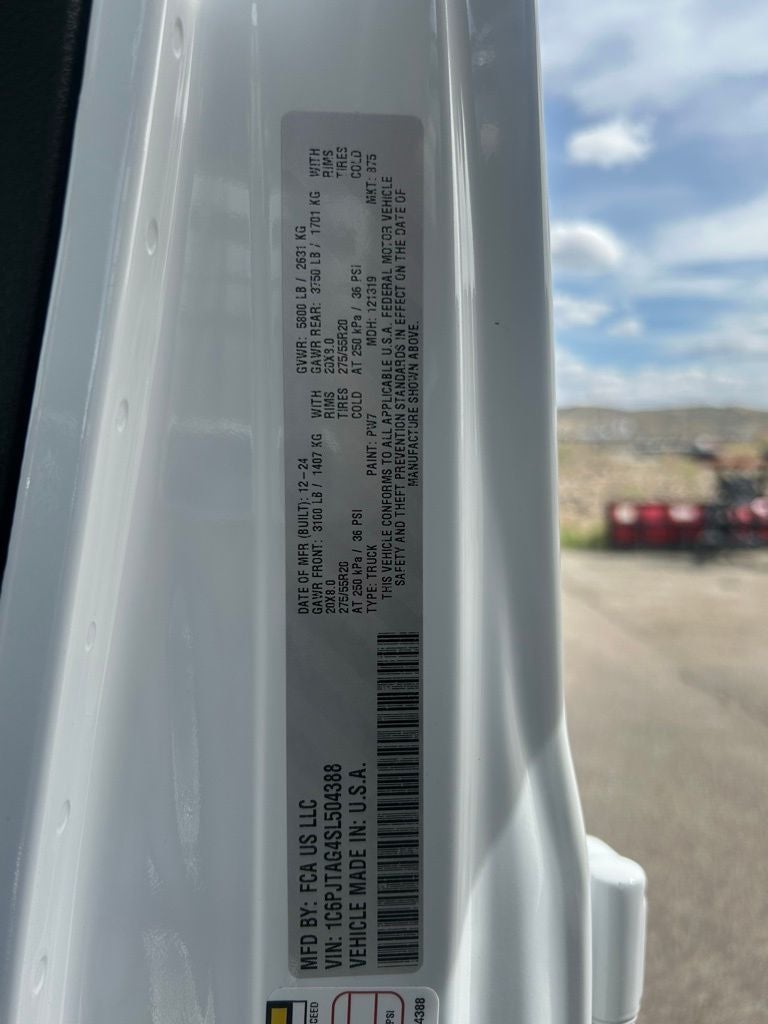 MFD BY: FCA US LLC
VIN: 1C6PJTAG4SL504388
VEHICLE MADE IN: U.S.A.
DATE OF MFR (BUILT): 12-24 GVWR: 5800 LB / 2631 KG
GAWR FRONT: 3100 LB / 1407 KG WITH GAWR REAR: 3750 LB / 1701 KG WITH
20X8.0 RIMS 20X8.0 RIMS
275/55R20 TIRES 275/55R20 TIRES
AT 250 kPa / 36 PSI COLD AT 250 kPa / 36 PSI COLD
TYPE: TRUCK PAINT: PW7 MDH: 121319 MKT: 875
THIS VEHICLE CONFORMS TO ALL APPLICABLE U.S.A. FEDERAL MOTOR VEHICLE
SAFETY AND THEFT PREVENTION STANDARDS IN EFFECT ON THE DATE OF
MANUFACTURE SHOWN ABOVE.
CEED
PSI
4388